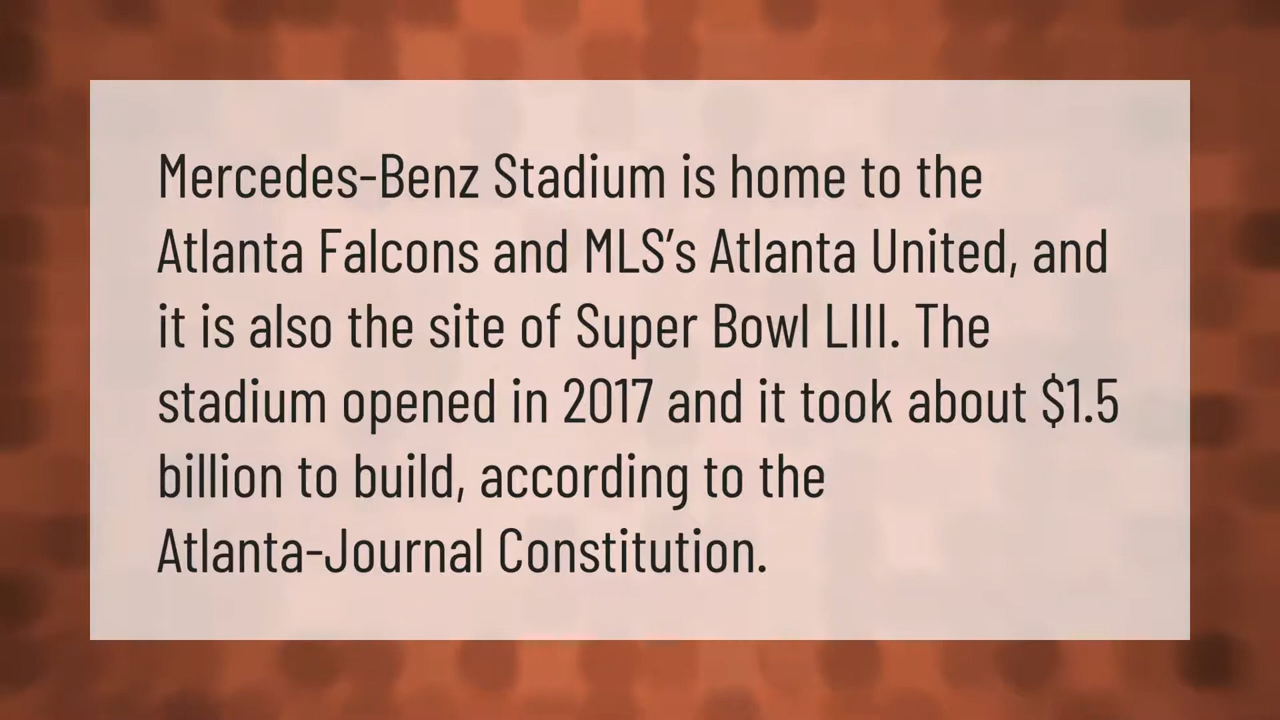 Mercedes-Benz Stadium is home to the
Atlanta Falcons and MLS’s Atlanta United, and
it is also the site of Super Bowl LIII. The
stadium opened in 2017 and it took about $1.5
billion to build, according to the
Atlanta-Journal Constitution.